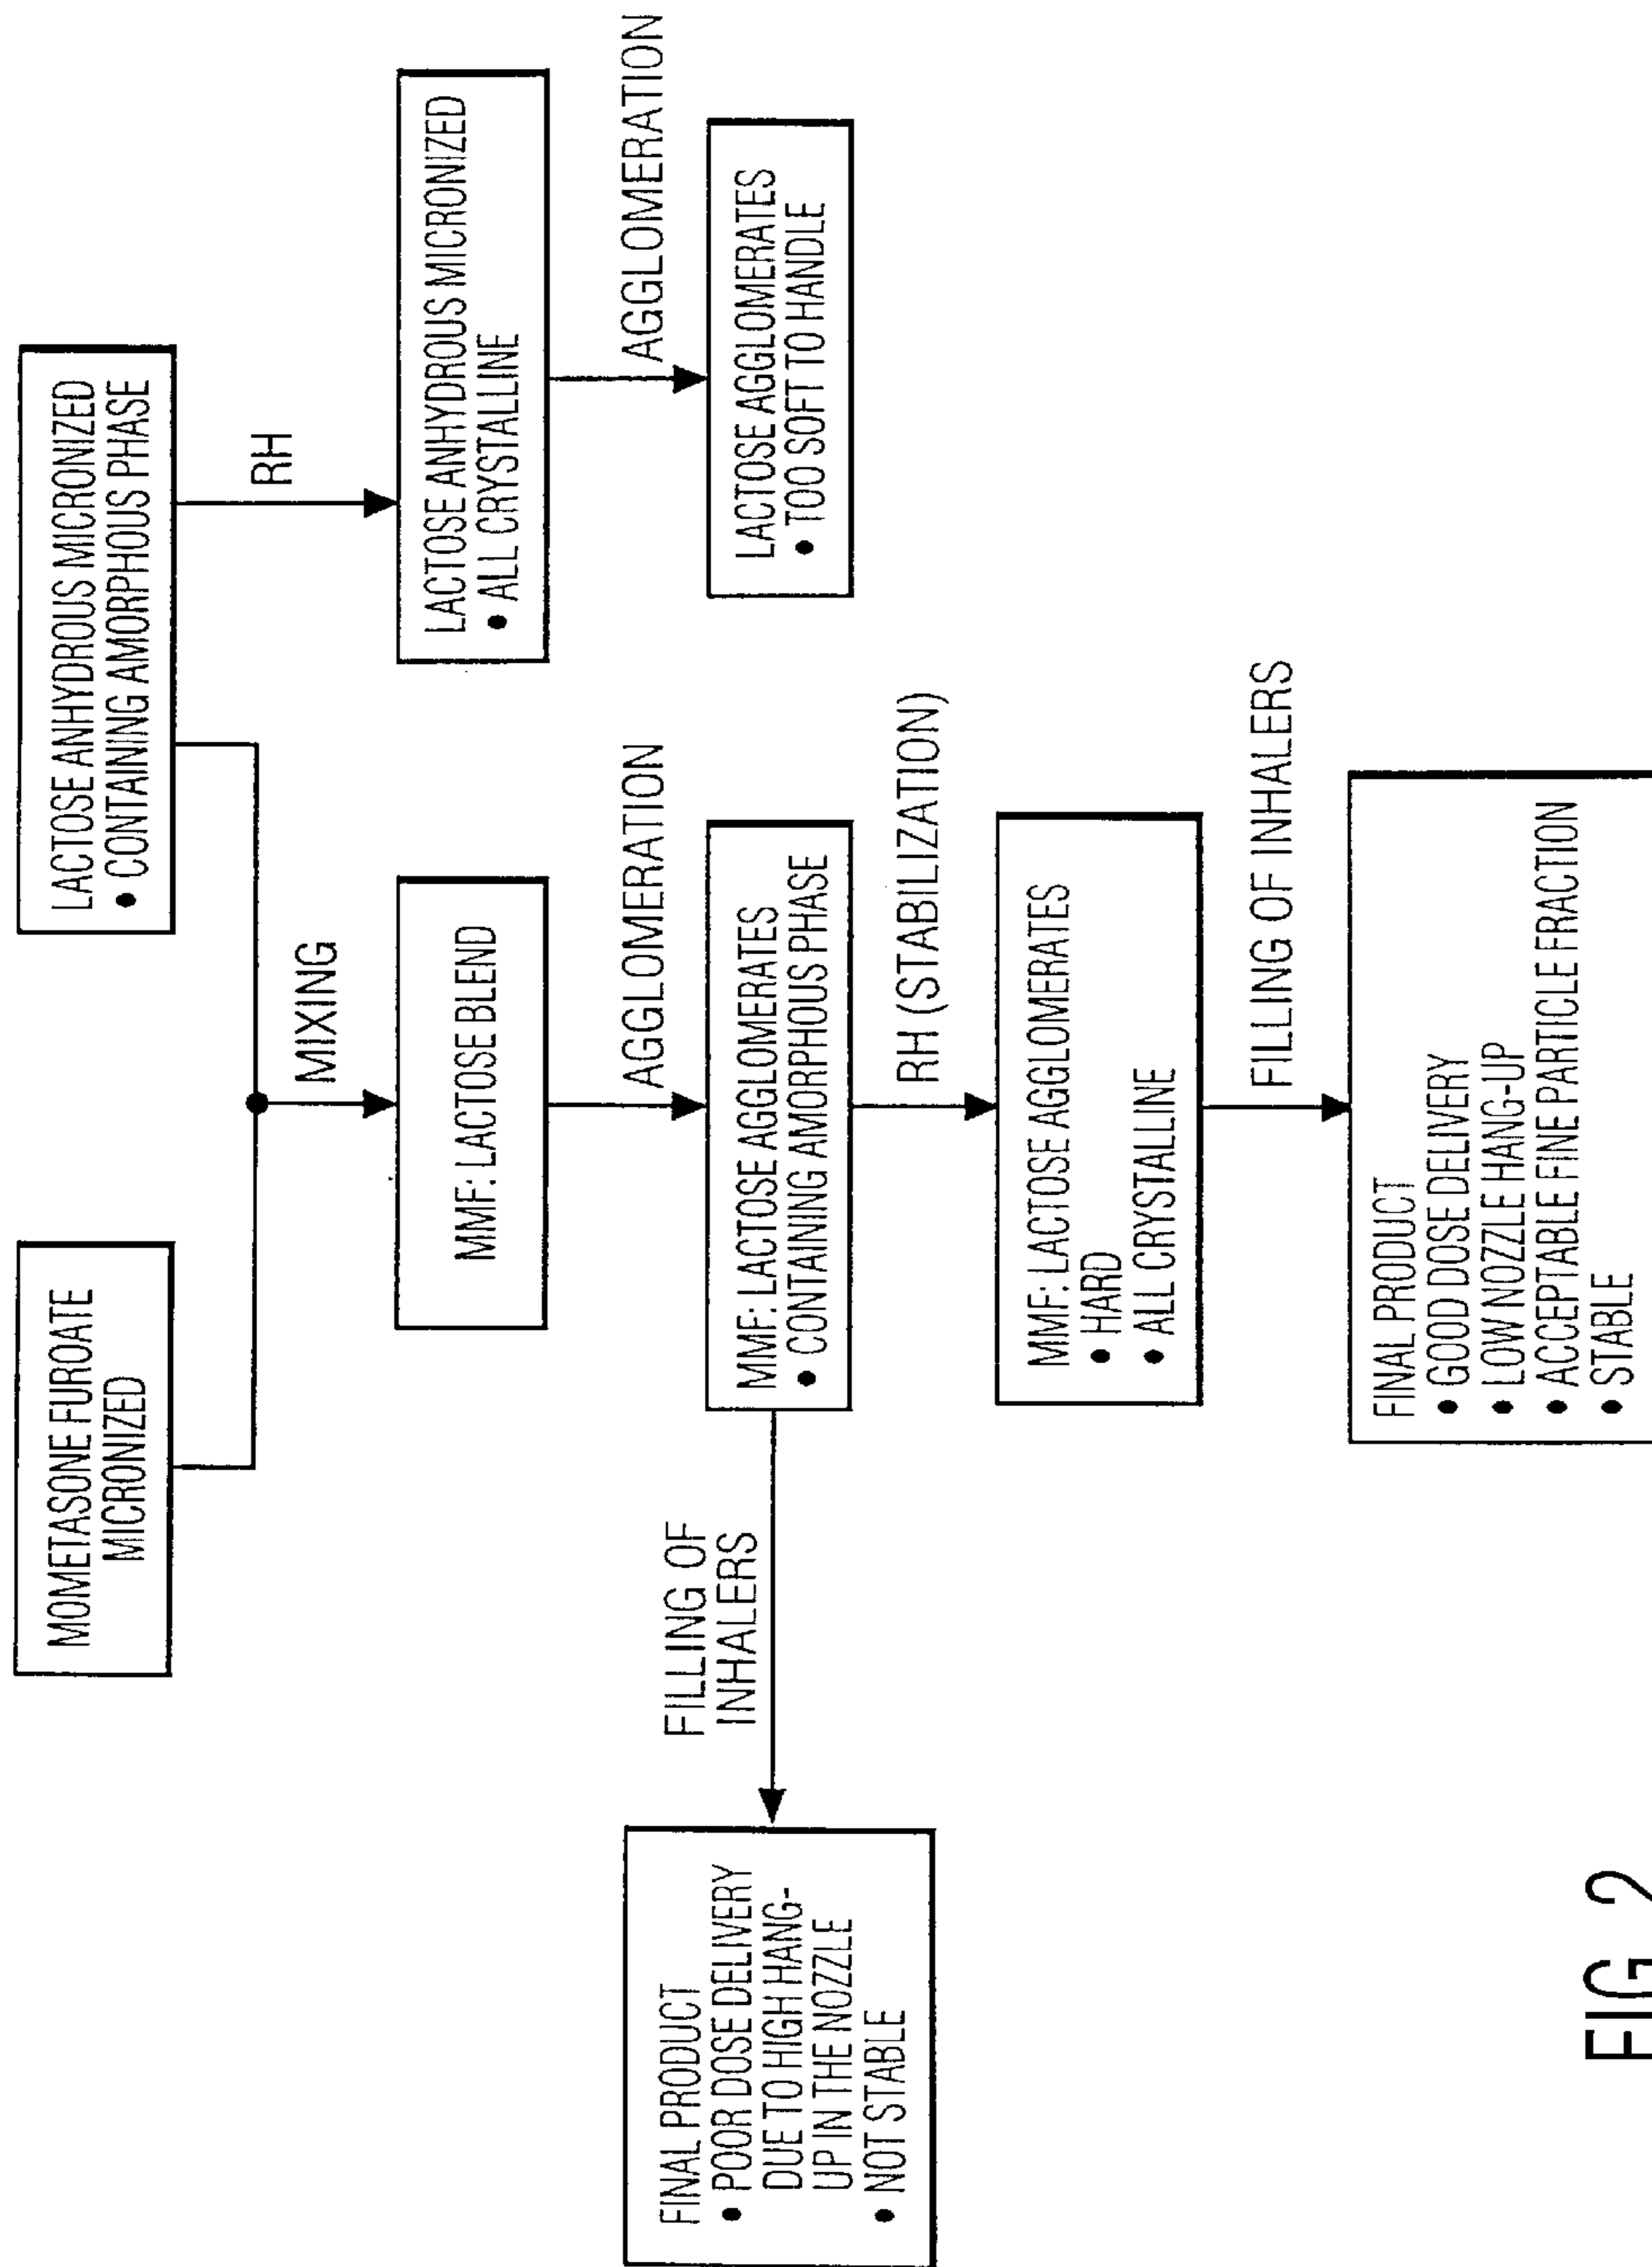 MOMETASONE FUROATE
MICRONIZED
LACTOSE ANHYDROUS MICRONIZED
• CONTAINING AMORPHOUS PHASE
MIXING
RH
MMF: LACTOSE BLEND
LACTOSE ANHYDROUS MICRONIZED
• ALL CRYSTALLINE
AGGLOMERATION
AGGLOMERATION
FILLING OF
INHALERS
FINAL PRODUCT
• POOR DOSE DELIVERY
DUE TO HIGH HANG-
UP IN THE NOZZLE
• NOT STABLE
MMF: LACTOSE AGGLOMERATES
• CONTAINING AMORPHOUS PHASE
LACTOSE AGGLOMERATES
• TOO SOFT TO HANDLE
RH (STABILIZATION)
MMF: LACTOSE AGGLOMERATES
• HARD
• ALL CRYSTALLINE
FILLING OF INHALERS
FINAL PRODUCT
• GOOD DOSE DELIVERY
• LOW NOZZLE HANG-UP
• ACCEPTABLE FINE PARTICLE FRACTION
• STABLE
FIG. 2